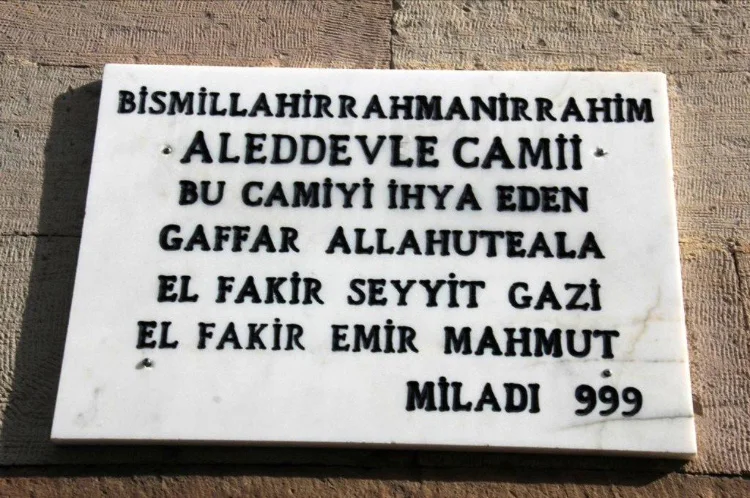 BİSMİLLAHİRRAHMANİRRAHİM
ALEDDEVLE CAMİİ
BU CAMİYİ İHYA EDEN
GAFFAR ALLAHUTEALA
EL FAKİR SEYYİT GAZİ
EL FAKİR EMİR MAHMUT
MİLADI 999